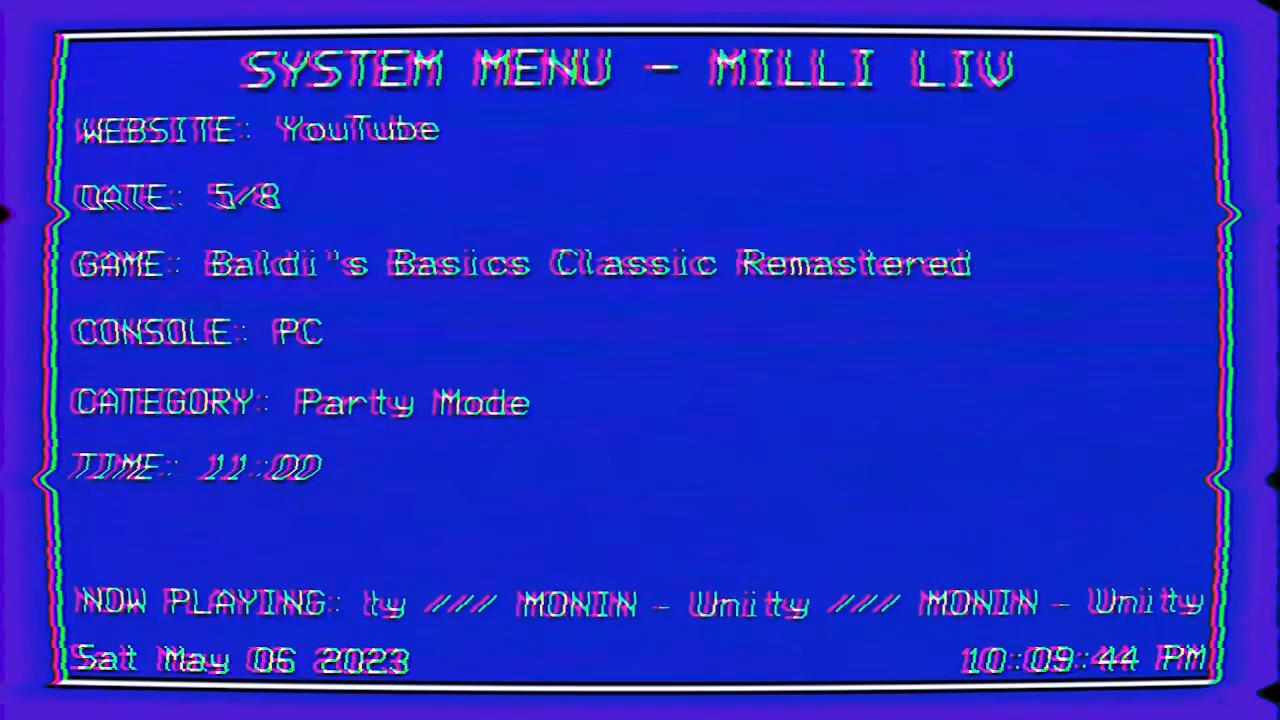 SYSTEM MENU - MILLI LIV
WEBSITE: YouTube
DATE: 5/8
GAME: Baldi"s Basics Classic Remastered
CONSOLE: PC
CATEGORY: Party Mode
TIME: 11:00
NOW PLAYING: ty /// MONIN - Unity /// MONIN - Unity
Sat May 06 2023 10:09:44 PM